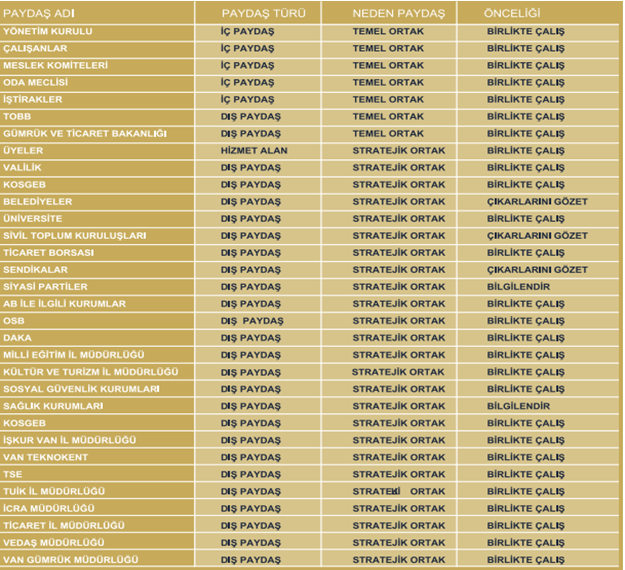 PAYDAŞ ADI PAYDAŞ TÜRÜ NEDEN PAYDAŞ ÖNCELİĞİ
YÖNETİM KURULU İÇ PAYDAŞ TEMEL ORTAK BİRLİKTE ÇALIŞ
ÇALIŞANLAR İÇ PAYDAŞ TEMEL ORTAK BİRLİKTE ÇALIŞ
MESLEK KOMİTELERİ İÇ PAYDAŞ TEMEL ORTAK BİRLİKTE ÇALIŞ
ODA MECLİSİ İÇ PAYDAŞ TEMEL ORTAK BİRLİKTE ÇALIŞ
İŞTİRAKLER İÇ PAYDAŞ TEMEL ORTAK BİRLİKTE ÇALIŞ
TOBB DIŞ PAYDAŞ TEMEL ORTAK BİRLİKTE ÇALIŞ
GÜMRÜK VE TİCARET BAKANLIĞI DIŞ PAYDAŞ TEMEL ORTAK BİRLİKTE ÇALIŞ
ÜYELER HİZMET ALAN STRATEJİK ORTAK BİRLİKTE ÇALIŞ
VALİLİK DIŞ PAYDAŞ STRATEJİK ORTAK BİRLİKTE ÇALIŞ
KOSGEB DIŞ PAYDAŞ STRATEJİK ORTAK BİRLİKTE ÇALIŞ
BELEDİYELER DIŞ PAYDAŞ STRATEJİK ORTAK ÇIKARLARINI GÖZET
ÜNİVERSİTE DIŞ PAYDAŞ STRATEJİK ORTAK BİRLİKTE ÇALIŞ
SİVİL TOPLUM KURULUŞLARI DIŞ PAYDAŞ STRATEJİK ORTAK ÇIKARLARINI GÖZET
TİCARET BORSASI DIŞ PAYDAŞ STRATEJİK ORTAK BİRLİKTE ÇALIŞ
SENDİKALAR DIŞ PAYDAŞ STRATEJİK ORTAK ÇIKARLARINI GÖZET
SİYASİ PARTİLER DIŞ PAYDAŞ STRATEJİK ORTAK BİLGİLENDİR
AB İLE İLGİLİ KURUMLAR DIŞ PAYDAŞ STRATEJİK ORTAK BİRLİKTE ÇALIŞ
OSB DIŞ PAYDAŞ STRATEJİK ORTAK BİRLİKTE ÇALIŞ
DAKA DIŞ PAYDAŞ STRATEJİK ORTAK BİRLİKTE ÇALIŞ
MİLLİ EĞİTİM İL MÜDÜRLÜĞÜ DIŞ PAYDAŞ STRATEJİK ORTAK BİRLİKTE ÇALIŞ
KÜLTÜR VE TURİZM İL MÜDÜRLÜĞÜ DIŞ PAYDAŞ STRATEJİK ORTAK BİRLİKTE ÇALIŞ
SOSYAL GÜVENLİK KURUMLARI DIŞ PAYDAŞ STRATEJİK ORTAK BİRLİKTE ÇALIŞ
SAĞLIK KURUMLARI DIŞ PAYDAŞ STRATEJİK ORTAK BİLGİLENDİR
KOSGEB DIŞ PAYDAŞ STRATEJİK ORTAK BİRLİKTE ÇALIŞ
İŞKUR VAN İL MÜDÜRLÜĞÜ DIŞ PAYDAŞ STRATEJİK ORTAK BİRLİKTE ÇALIŞ
VAN TEKNOKENT DIŞ PAYDAŞ STRATEJİK ORTAK BİRLİKTE ÇALIŞ
TSE DIŞ PAYDAŞ STRATEJİK ORTAK BİRLİKTE ÇALIŞ
TUİK İL MÜDÜRLÜĞÜ DIŞ PAYDAŞ ORTAK BİRLİKTE ÇALIŞ
İCRA MÜDÜRLÜĞÜ DIŞ PAYDAŞ STRATEJİK ORTAK BİRLİKTE ÇALIŞ
TİCARET İL MÜDÜRLÜĞÜ DIŞ PAYDAŞ STRATEJİK ORTAK BİRLİKTE ÇALIŞ
VEDAŞ MÜDÜRLÜĞÜ DIŞ PAYDAŞ STRATEJİK ORTAK BİRLİKTE ÇALIŞ
VAN GÜMRÜK MÜDÜRLÜĞÜ DIŞ PAYDAŞ STRATEJİK ORTAK BİRLİKTE ÇALIŞ